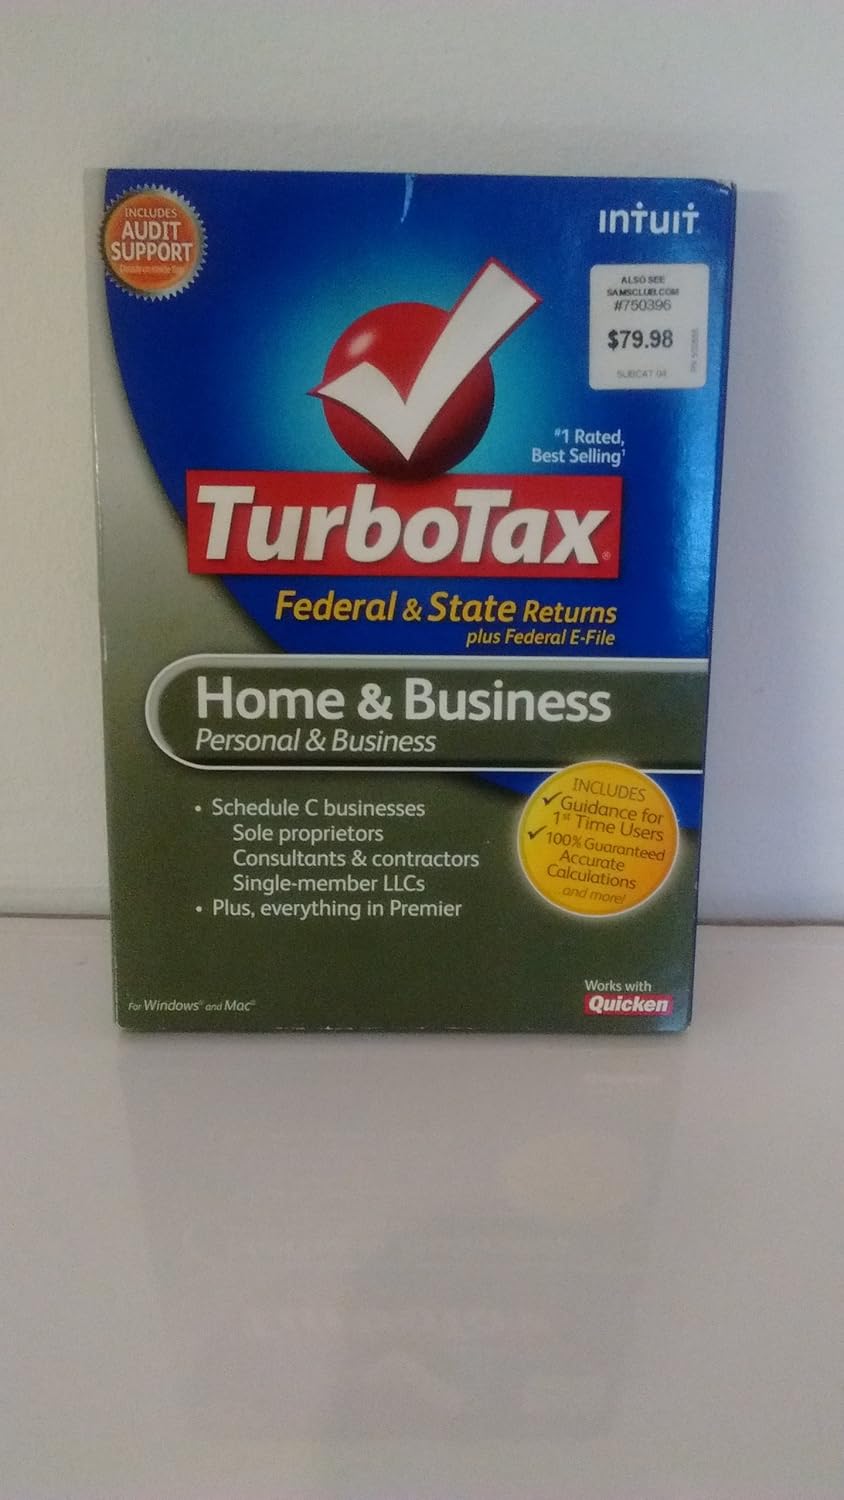 INCLUDES
AUDIT
SUPPORT
intuit
ALSO SEE
SAMSCLUB.COM
#750396
$79.98
SUBCAT 04
#1 Rated,
Best Selling¹
TurboTax®
Federal & State Returns
plus Federal E-File
Home & Business
Personal & Business
• Schedule C businesses
Sole proprietors
Consultants & contractors
Single-member LLCs
• Plus, everything in Premier
INCLUDES
✓ Guidance for
1st Time Users
✓ 100% Guaranteed
Accurate
Calculations
...and more!
For Windows® and Mac®
Works with
Quicken